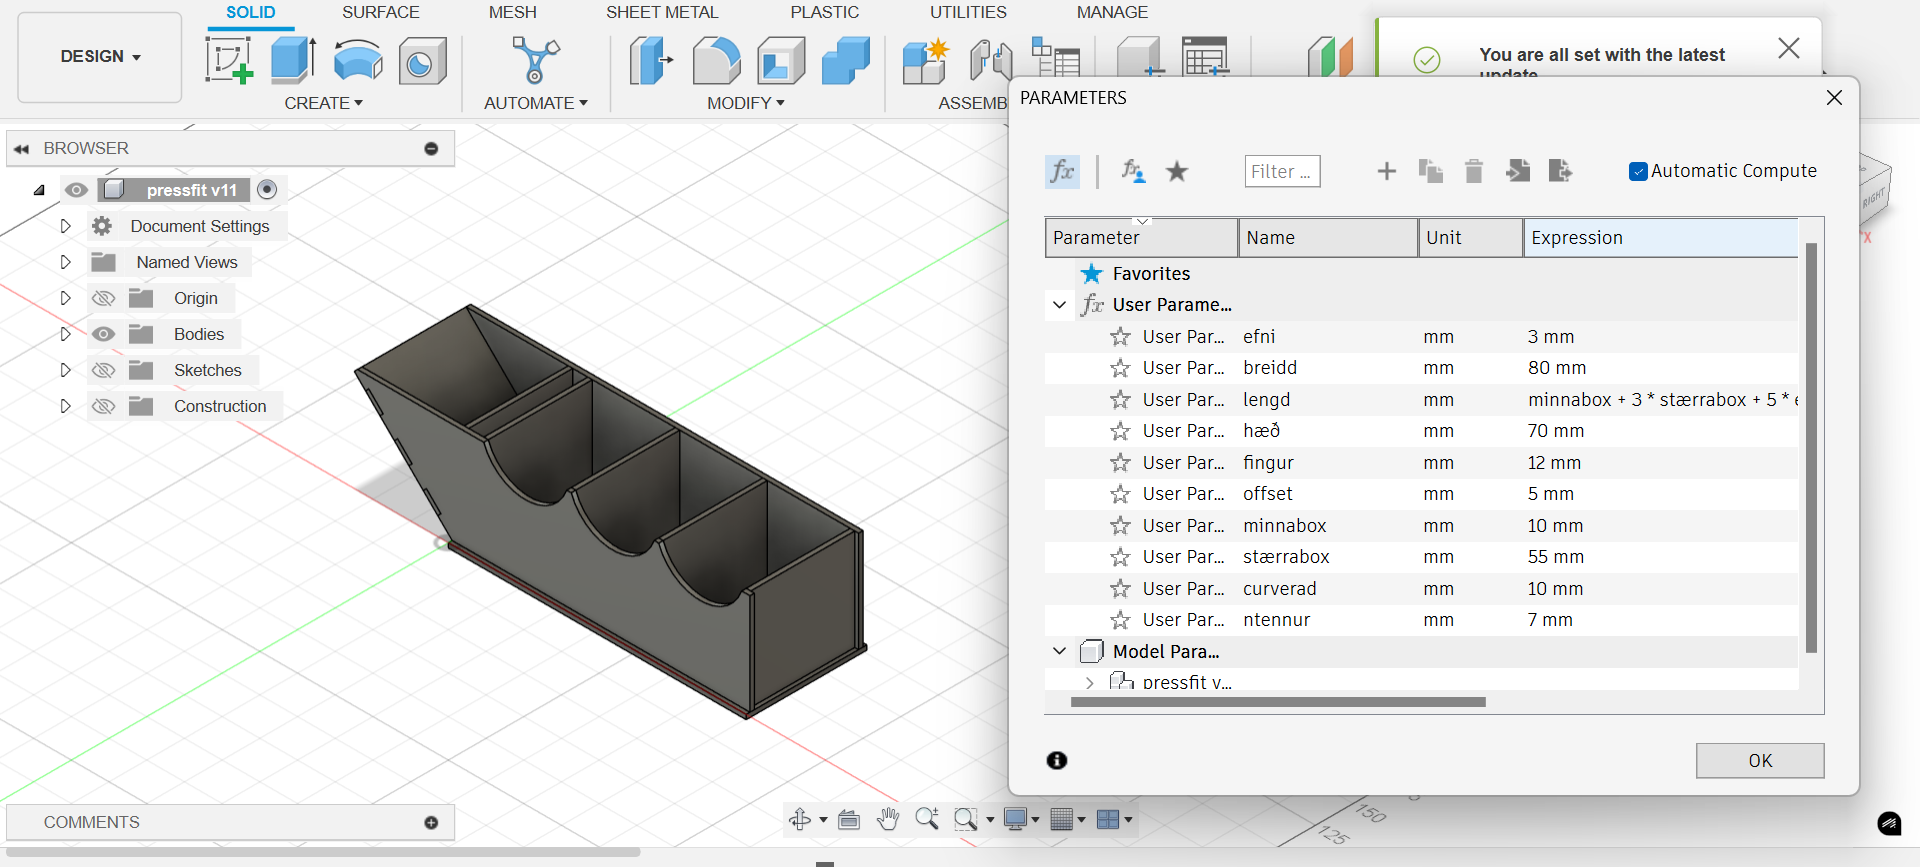 SOLID SURFACE MESH SHEET METAL PLASTIC UTILITIES MANAGE
DESIGN
CREATE AUTOMATE MODIFY ASSEMB
You are all set with the latest
update
PARAMETERS
BROWSER
pressfit v11
Document Settings
Named Views
Origin
Bodies
Sketches
Construction
COMMENTS
fx Filter ... Automatic Compute
Parameter Name Unit Expression
Favorites
fx User Parame...
User Par... efni mm 3 mm
User Par... breidd mm 80 mm
User Par... lengd mm minnabox + 3 * stærrabox + 5 * e
User Par... hæð mm 70 mm
User Par... fingur mm 12 mm
User Par... offset mm 5 mm
User Par... minnabox mm 10 mm
User Par... stærrabox mm 55 mm
User Par... curverad mm 10 mm
User Par... ntennur mm 7 mm
Model Para...
pressfit v...
OK
RIGHT
X
150
125